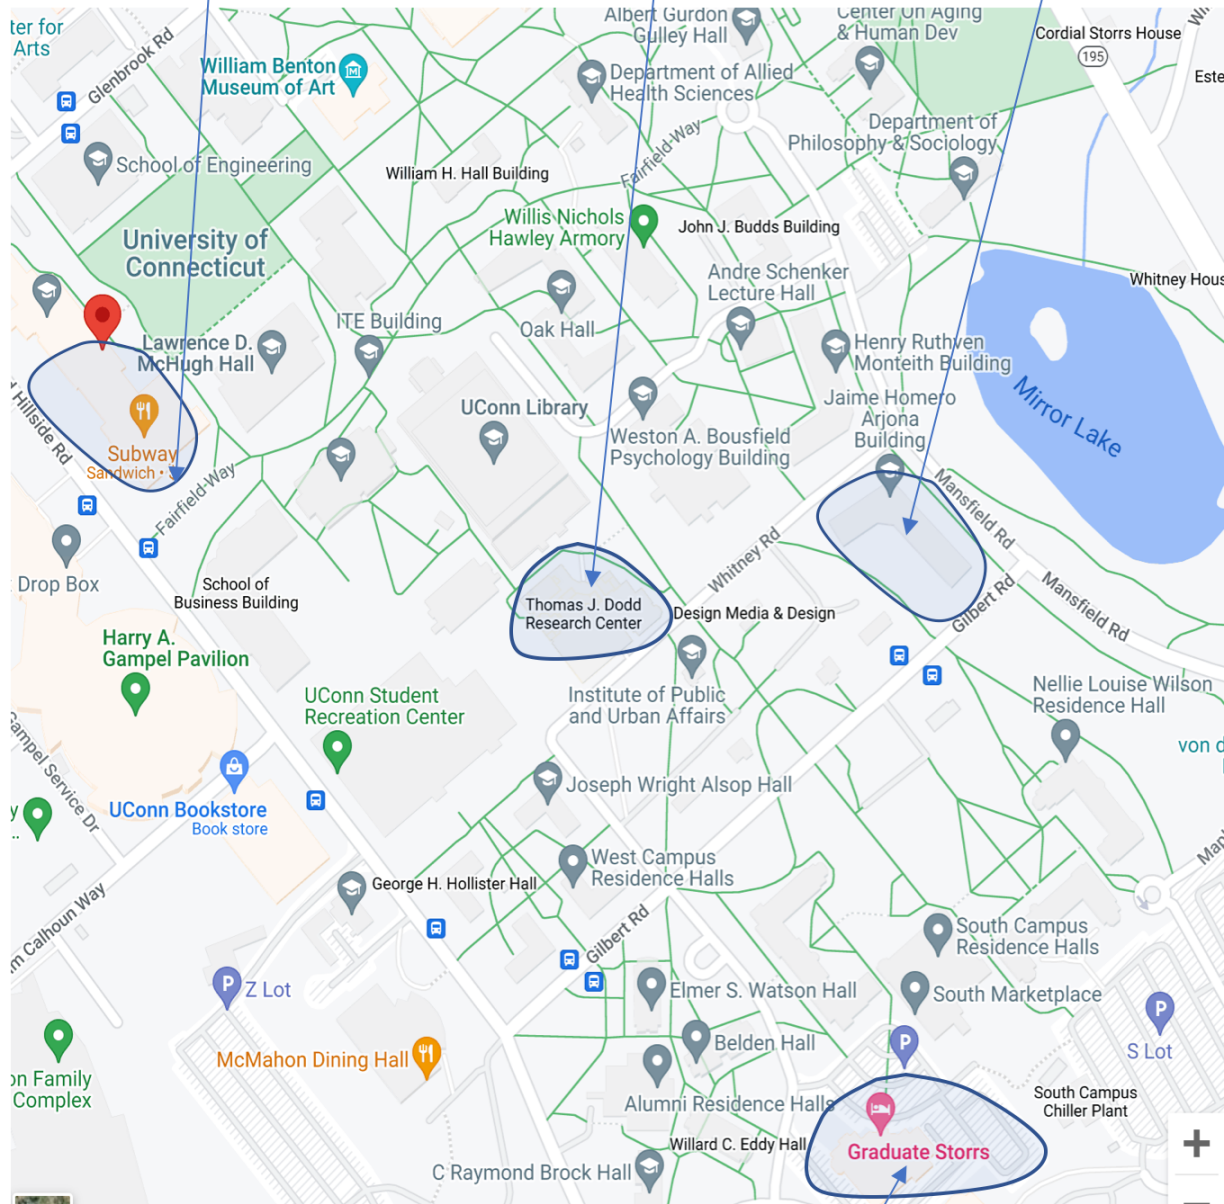 ter for
Arts
Glenbrook Rd
William Benton
Museum of Art
Albert Gurdon
Gulley Hall
Center On Aging
& Human Dev
Cordial Storrs House
195
Department of Allied
Health Sciences
Department of
Philosophy & Sociology
School of Engineering
William H. Hall Building
Fairfield Way
Willis Nichols
Hawley Armory
John J. Budds Building
University of
Connecticut
Andre Schenker
Lecture Hall
ITE Building
Oak Hall
Lawrence D.
McHugh Hall
Henry Ruthven
Monteith Building
Mirror Lake
Hillside Rd
UConn Library
Jaime Homero
Arjona
Building
Weston A. Bousfield
Psychology Building
Subway
Sandwich •
Fairfield Way
Mansfield Rd
Whitney Rd
Drop Box
School of
Business Building
Thomas J. Dodd
Research Center
Design Media & Design
Gilbert Rd
Mansfield Rd
Harry A.
Gampel Pavilion
UConn Student
Recreation Center
Institute of Public
and Urban Affairs
Nellie Louise Wilson
Residence Hall
von d
Gampel Service Dr
UConn Bookstore
Book store
Joseph Wright Alsop Hall
West Campus
Residence Halls
George H. Hollister Hall
m Calhoun Way
Gilbert Rd
South Campus
Residence Halls
P
Z Lot
Elmer S. Watson Hall
South Marketplace
P
S Lot
McMahon Dining Hall
Belden Hall
P
on Family
Complex
Alumni Residence Halls
South Campus
Chiller Plant
Willard C. Eddy Hall
Graduate Storrs
C Raymond Brock Hall